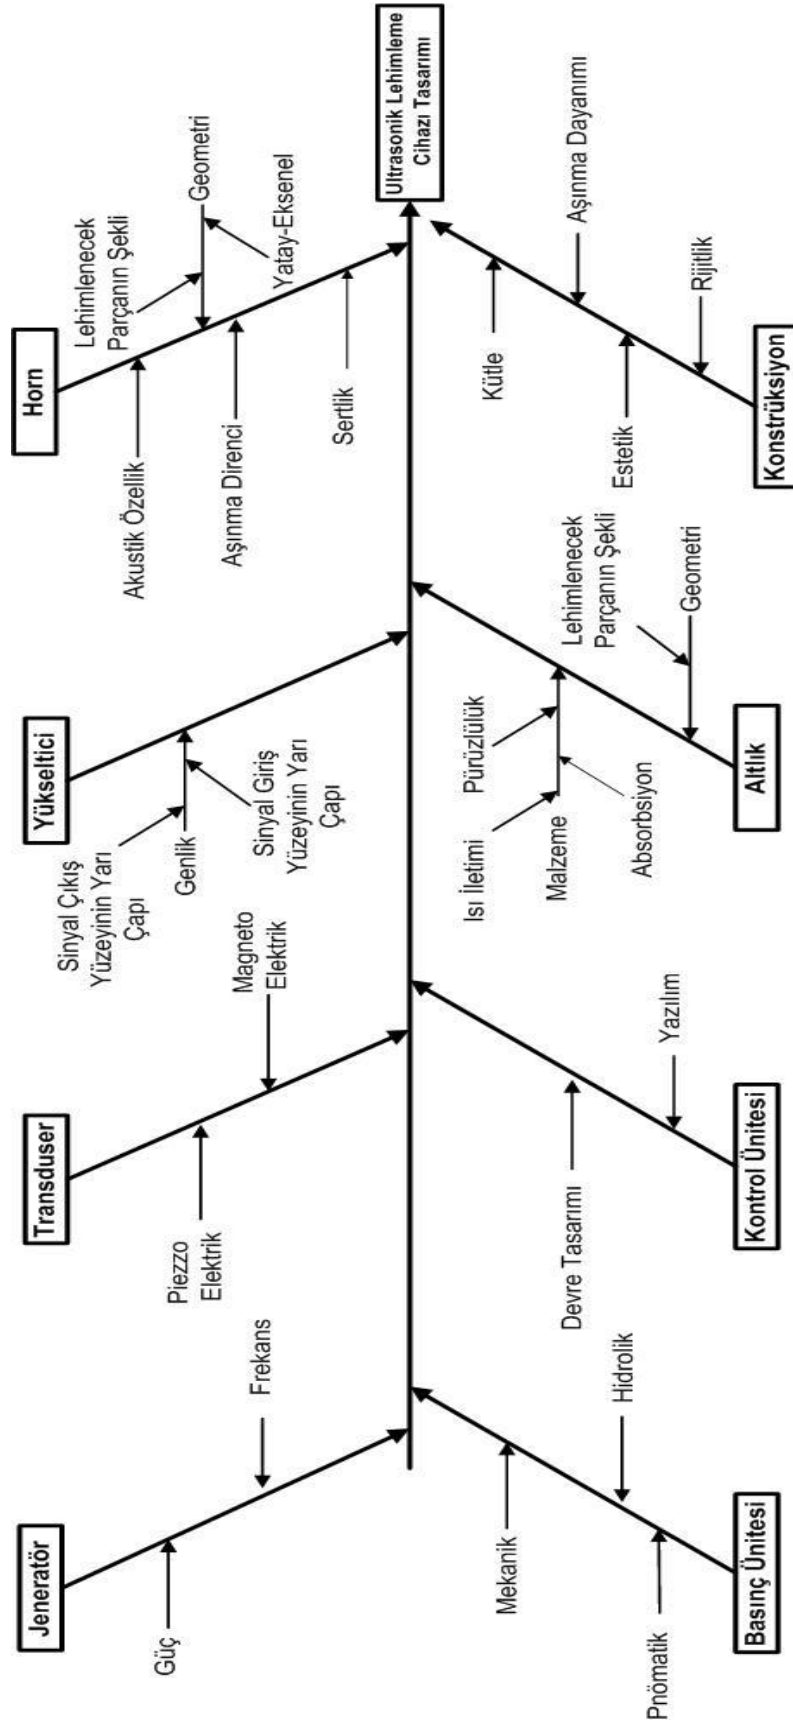 Jeneratör
Güç
Frekans
Transduser
Piezzo
Elektrik
Magneto
Elektrik
Yükseltici
Sinyal Çıkış
Yüzeyinin Yarı
Çapı
Genlik
Sinyal Giriş
Yüzeyinin Yarı
Çapı
Horn
Akustik Özellik
Lehimlenecek
Parçanın Şekli
Geometri
Yatay-Eksenel
Aşınma Direnci
Sertlik
Ultrasonik Lehimleme
Cihazı Tasarımı
Basınç Ünitesi
Mekanik
Hidrolik
Pnömatik
Kontrol Ünitesi
Devre Tasarımı
Yazılım
Altlık
Isı İletimi
Pürüzlülük
Malzeme
Absorbsiyon
Lehimlenecek
Parçanın Şekli
Geometri
Konstrüksiyon
Kütle
Aşınma Dayanımı
Estetik
Rijitlik